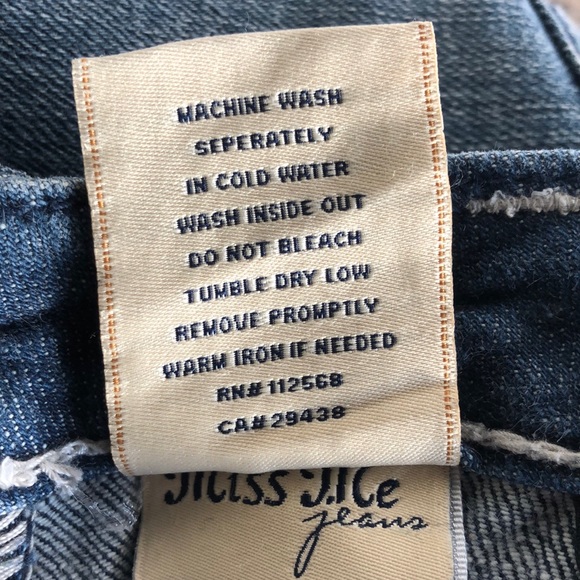 MACHINE WASH
SEPERATELY
IN COLD WATER
WASH INSIDE OUT
DO NOT BLEACH
TUMBLE DRY LOW
REMOVE PROMPTLY
WARM IRON IF NEEDED
RN# 112568
CA# 29438
Miss Me
jeans